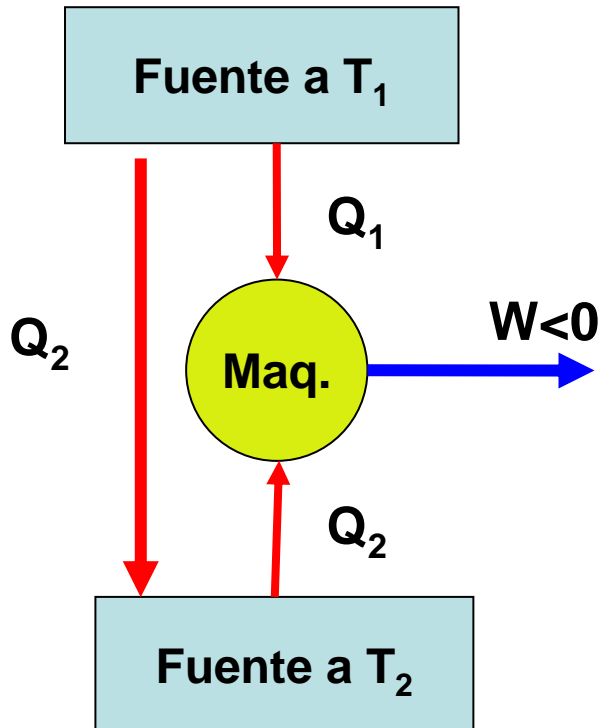 Fuente a T₁
Q₁
W<0
Q₂
Maq.
Q₂
Fuente a T₂